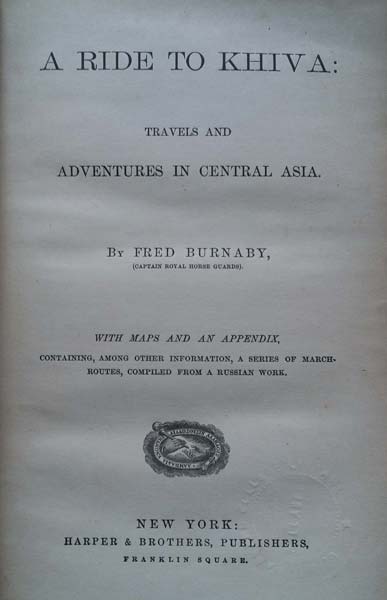 A RIDE TO KHIVA:
TRAVELS AND
ADVENTURES IN CENTRAL ASIA.
By FRED BURNABY,
(CAPTAIN ROYAL HORSE GUARDS).
WITH MAPS AND AN APPENDIX,
CONTAINING, AMONG OTHER INFORMATION, A SERIES OF MARCH-
ROUTES, COMPILED FROM A RUSSIAN WORK.
NEW YORK:
HARPER & BROTHERS, PUBLISHERS,
FRANKLIN SQUARE.